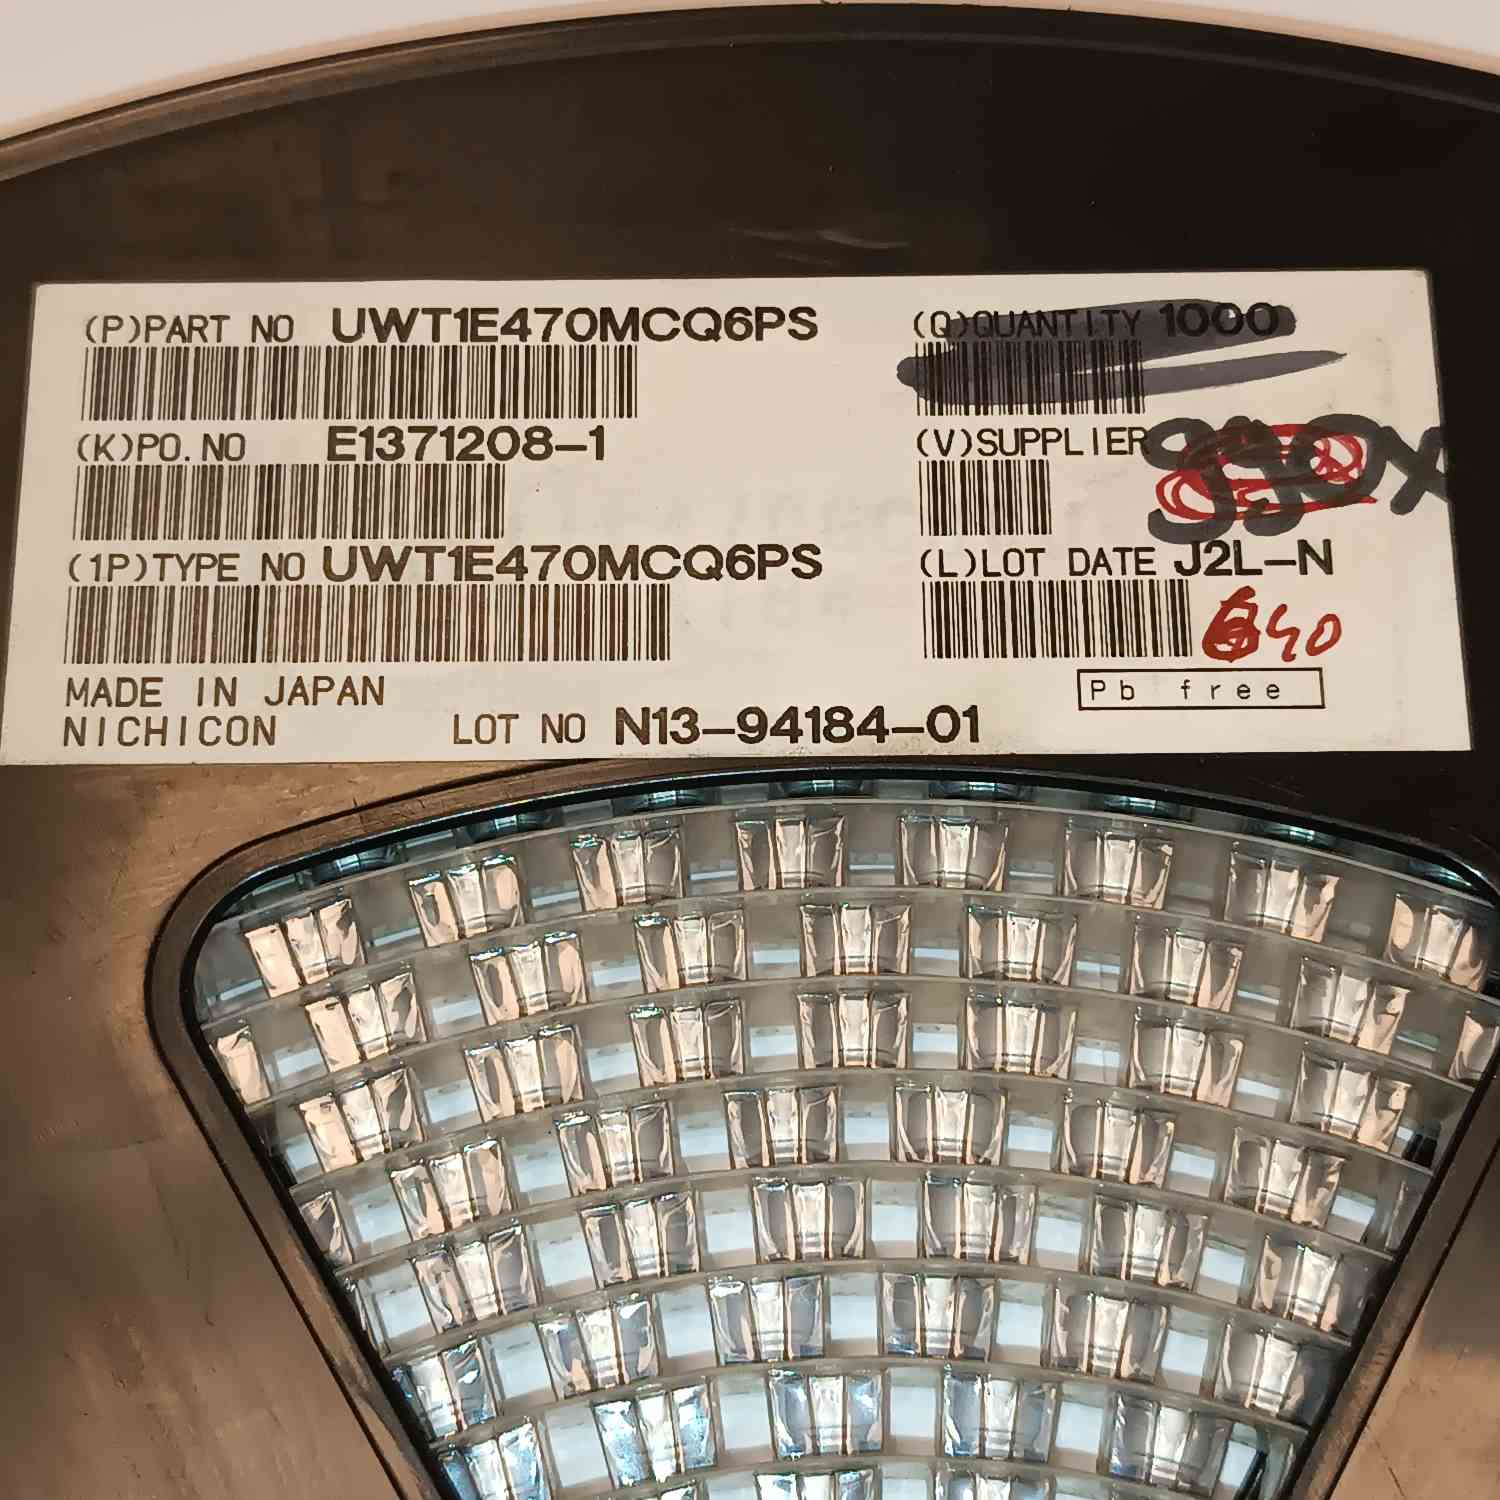 (P)PART NO UWT1E470MCQ6PS
(Q)QUANTITY 1000
(K)PO.NO E1371208-1
(V)SUPPLIER
(1P)TYPE NO UWT1E470MCQ6PS
(L)LOT DATE J2L-N
40
MADE IN JAPAN
Pb free
NICHICON LOT NO N13-94184-01